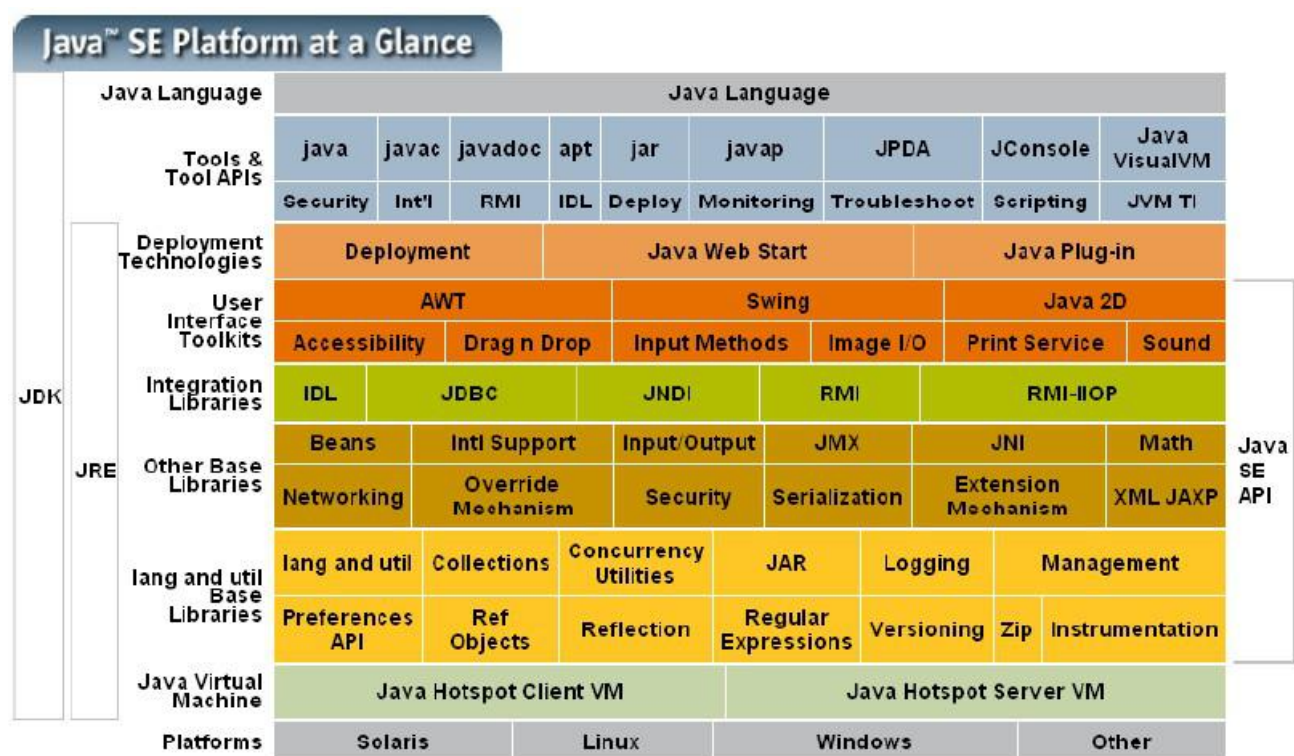 Java™ SE Platform at a Glance
Java Language
Java Language
Tools &
Tool APIs
java javac javadoc apt jar javap JPDA JConsole Java
VisualVM
Security Int'l RMI IDL Deploy Monitoring Troubleshoot Scripting JVM TI
Deployment
Technologies
Deployment Java Web Start Java Plug-in
User
Interface
Toolkits
AWT Swing Java 2D
Accessibility Drag n Drop Input Methods Image I/O Print Service Sound
Integration
Libraries
IDL JDBC JNDI RMI RMI-IIOP
JDK
JRE
Other Base
Libraries
Beans Intl Support Input/Output JMX JNI Math
Networking Override
Mechanism Security Serialization Extension
Mechanism XML JAXP
Java
SE
API
lang and util
Base
Libraries
lang and util Collections Concurrency
Utilities JAR Logging Management
Preferences
API Ref
Objects Reflection Regular
Expressions Versioning Zip Instrumentation
Java Virtual
Machine
Java Hotspot Client VM Java Hotspot Server VM
Platforms
Solaris Linux Windows Other